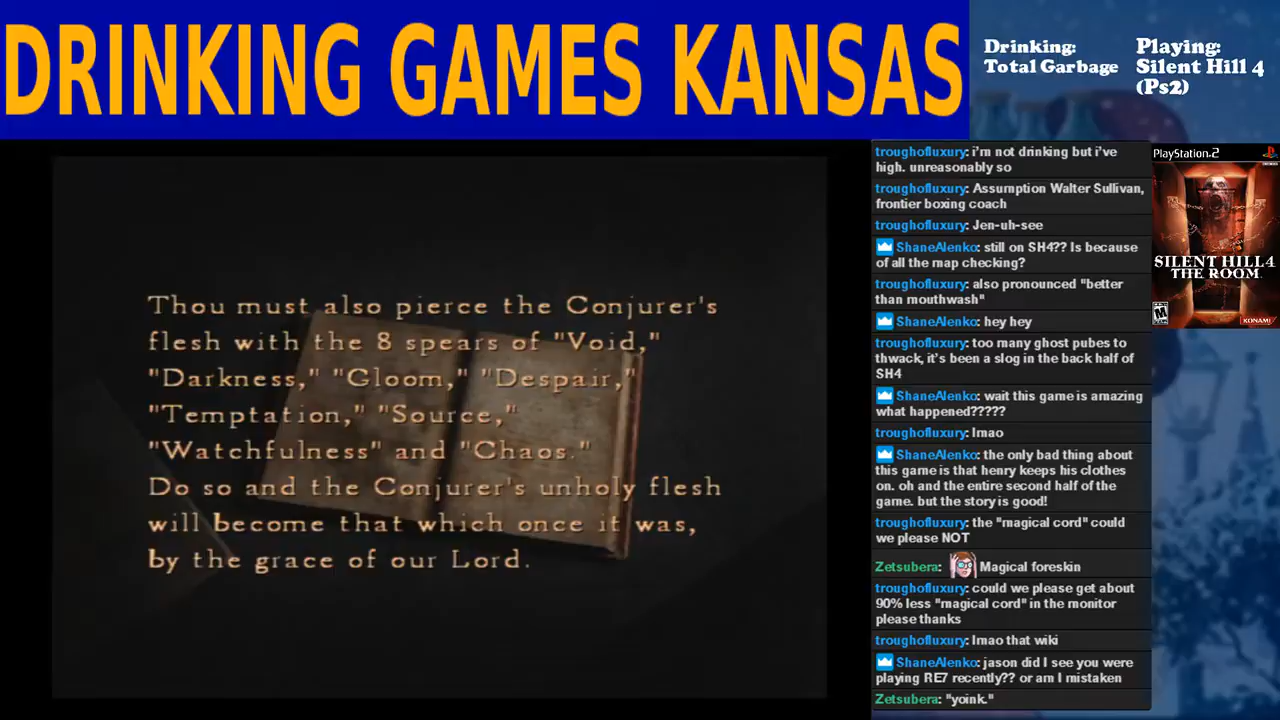 DRINKING GAMES KANSAS
Drinking:
Total Garbage
Playing:
Silent Hill 4
(Ps2)
Thou must also pierce the Conjurer's
flesh with the 8 spears of "Void,"
"Darkness," "Gloom," "Despair,"
"Temptation," "Source,"
"Watchfulness" and "Chaos."
Do so and the Conjurer's unholy flesh
will become that which once it was,
by the grace of our Lord.
troughofluxury: i'm not drinking but i've
high. unreasonably so
troughofluxury: Assumption Walter Sullivan,
frontier boxing coach
troughofluxury: Jen-uh-see
ShaneAlenko: still on SH4?? Is because
of all the map checking?
troughofluxury: also pronounced "better
than mouthwash"
ShaneAlenko: hey hey
troughofluxury: too many ghost pubes to
thwack, it's been a slog in the back half of
SH4
ShaneAlenko: wait this game is amazing
what happened?????
troughofluxury: lmao
ShaneAlenko: the only bad thing about
this game is that henry keeps his clothes
on. oh and the entire second half of the
game. but the story is good!
troughofluxury: the "magical cord" could
we please NOT
Zetsubera: Magical foreskin
troughofluxury: could we please get about
90% less "magical cord" in the monitor
please thanks
troughofluxury: lmao that wiki
ShaneAlenko: jason did I see you were
playing RE7 recently?? or am I mistaken
Zetsubera: "yoink."
PlayStation.2
SILENT HILL 4
THE ROOM
KONAMI